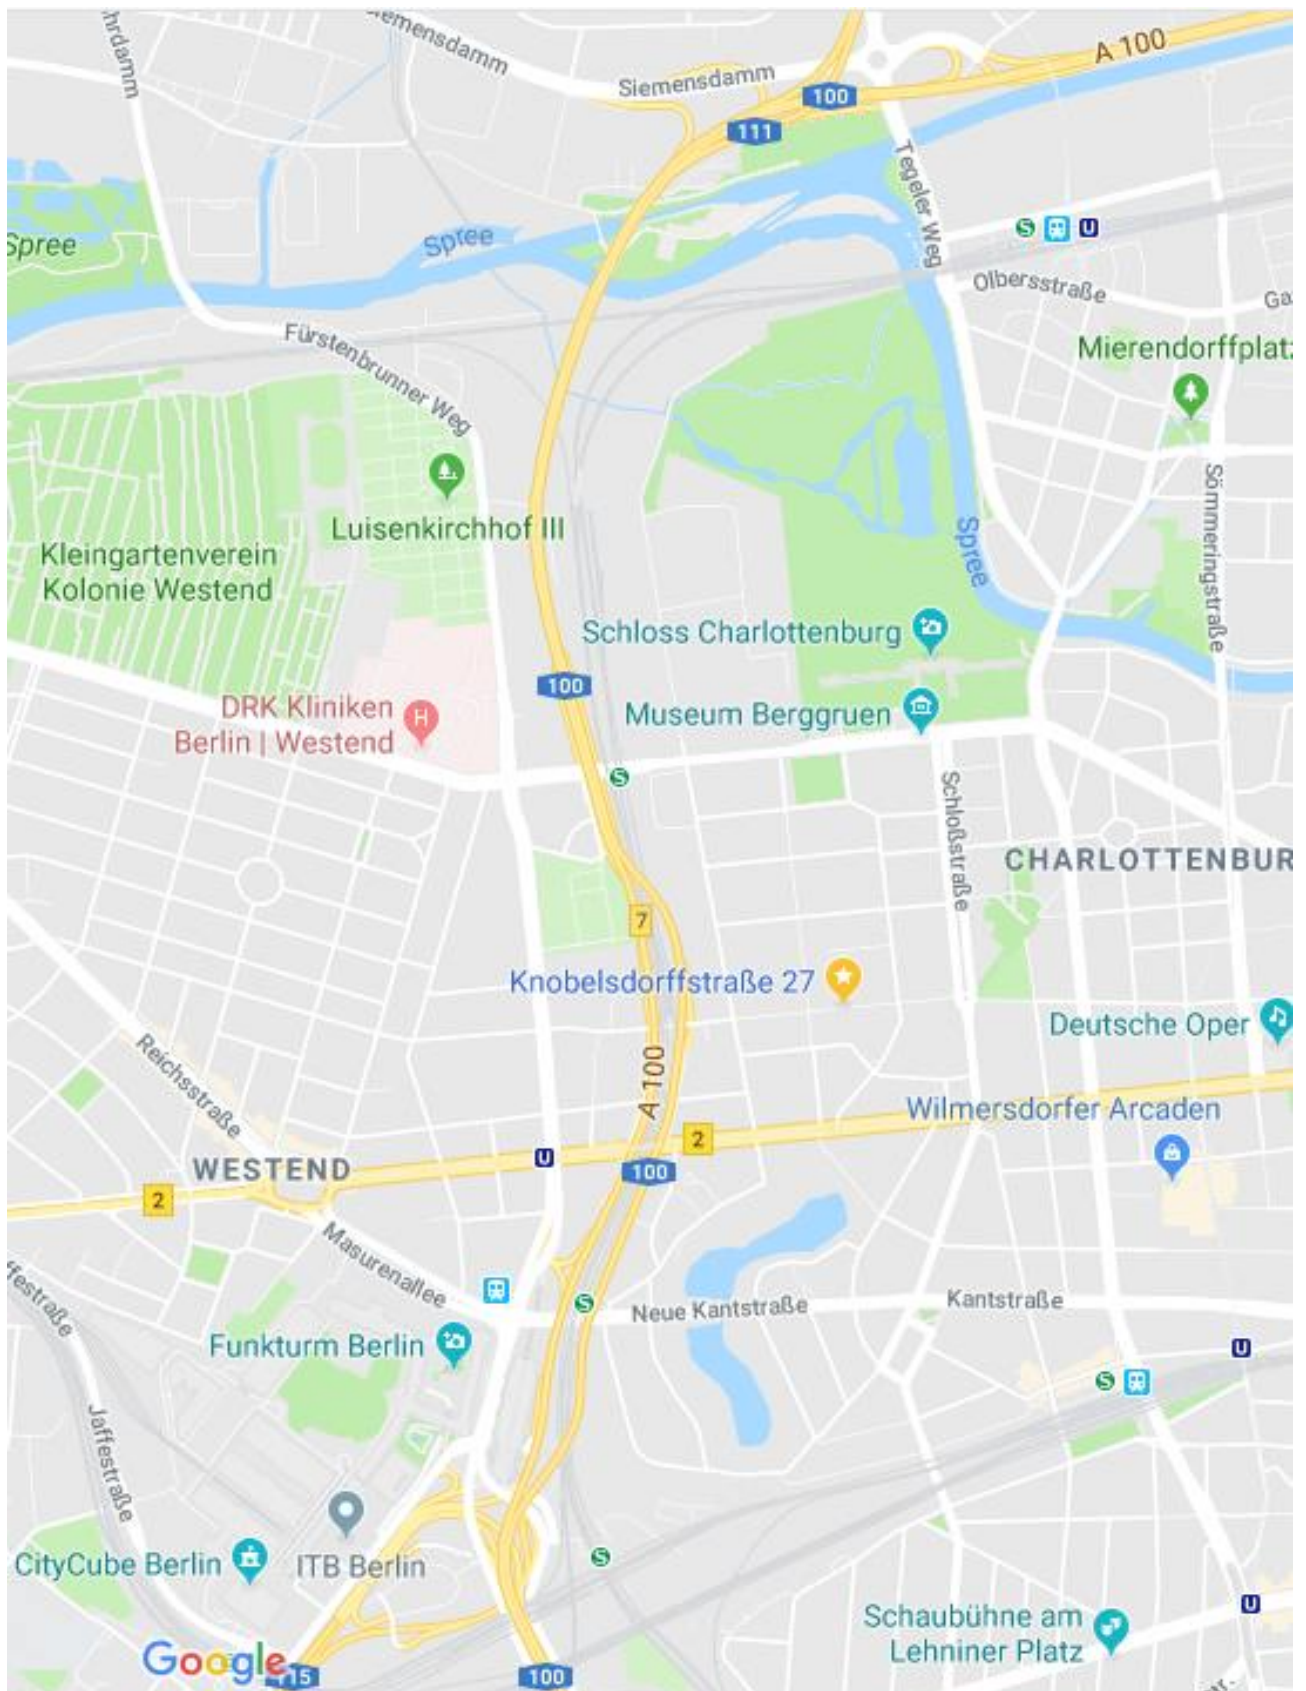 Siemensdamm
A 100
Siemensdamm
100
111
Tegeler Weg
Spree
Spree
S
U
Olbersstraße
Fürstenbrunner Weg
Mierendorffplatz
Sömmeringstraße
Luisenkirchhof III
Kleingartenverein
Kolonie Westend
Spree
Schloss Charlottenburg
100
DRK Kliniken
Berlin | Westend
H
Museum Berggruen
S
Schloßstraße
CHARLOTTENBUR
7
Knobelsdorffstraße 27
Deutsche Oper
Reichsstraße
A 100
Wilmersdorfer Arcaden
2
U
WESTEND
100
2
Masurenallee
ffestraße
S
Neue Kantstraße
Kantstraße
Funkturm Berlin
U
S
Jaffestraße
CityCube Berlin
ITB Berlin
S
U
Schaubühne am
Lehniner Platz
Google
15
100